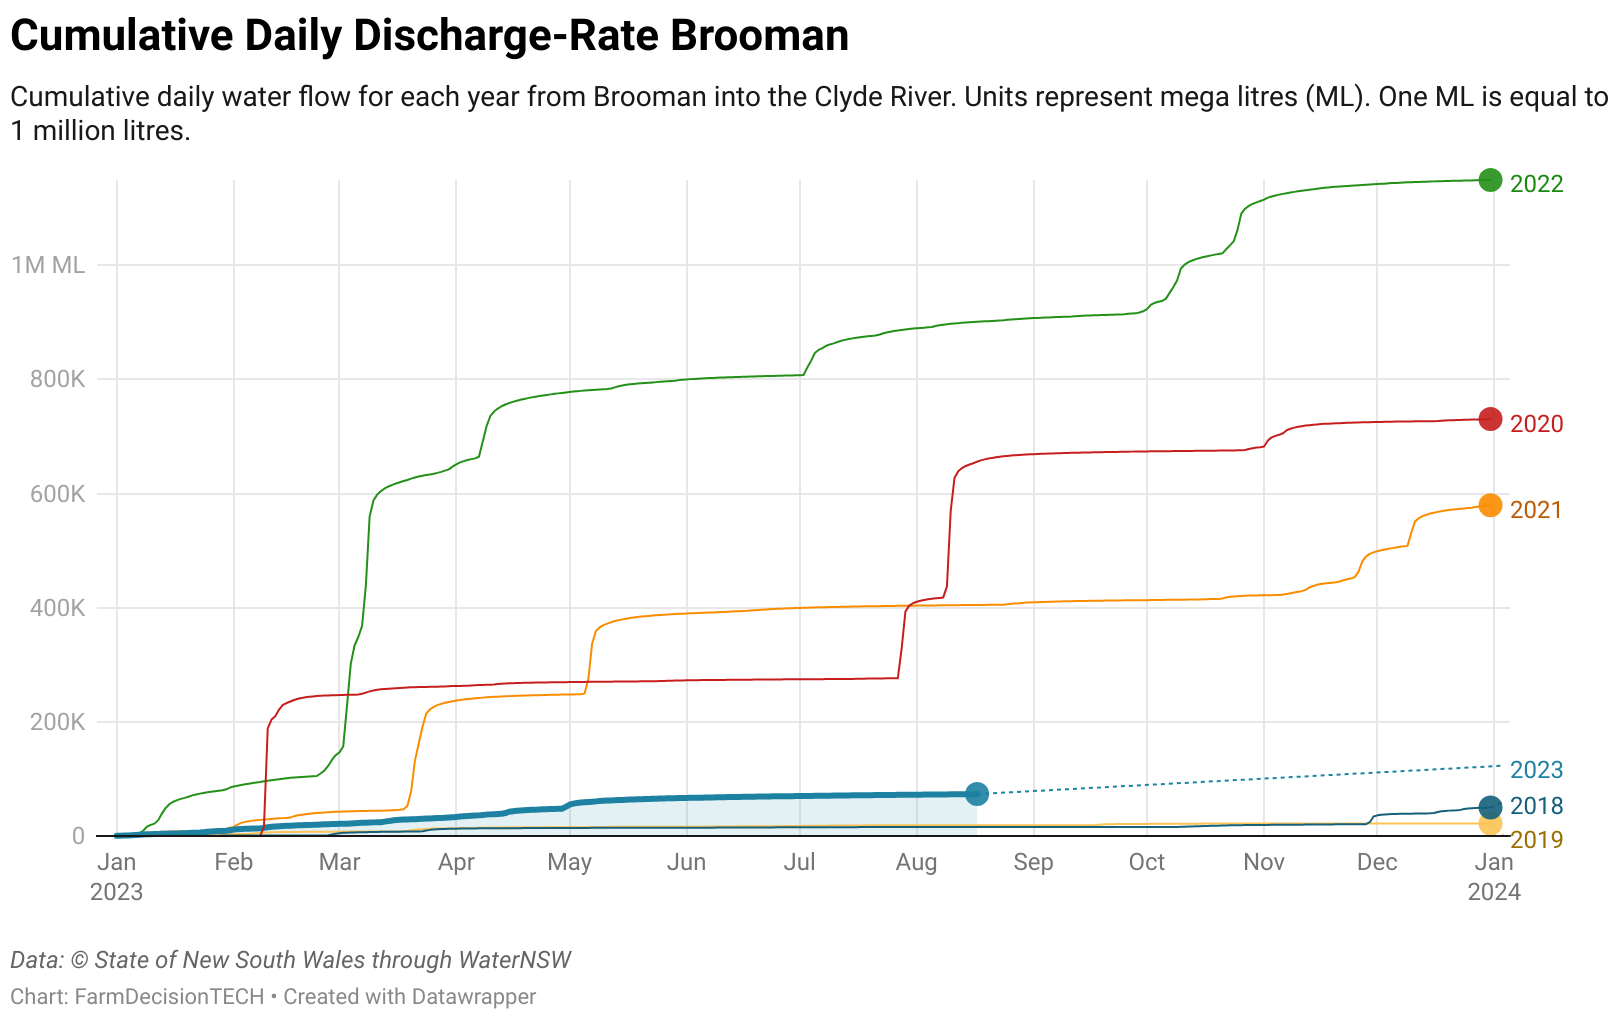 Cumulative Daily Discharge-Rate Brooman
Cumulative daily water flow for each year from Brooman into the Clyde River. Units represent mega litres (ML). One ML is equal to
1 million litres.
2022
1M ML
800K
2020
600K
2021
400K
200K
2023
2018
0
2019
Jan Feb Mar Apr May Jun Jul Aug Sep Oct Nov Dec Jan
2023 2024
Data: © State of New South Wales through WaterNSW
Chart: FarmDecisionTECH • Created with Datawrapper